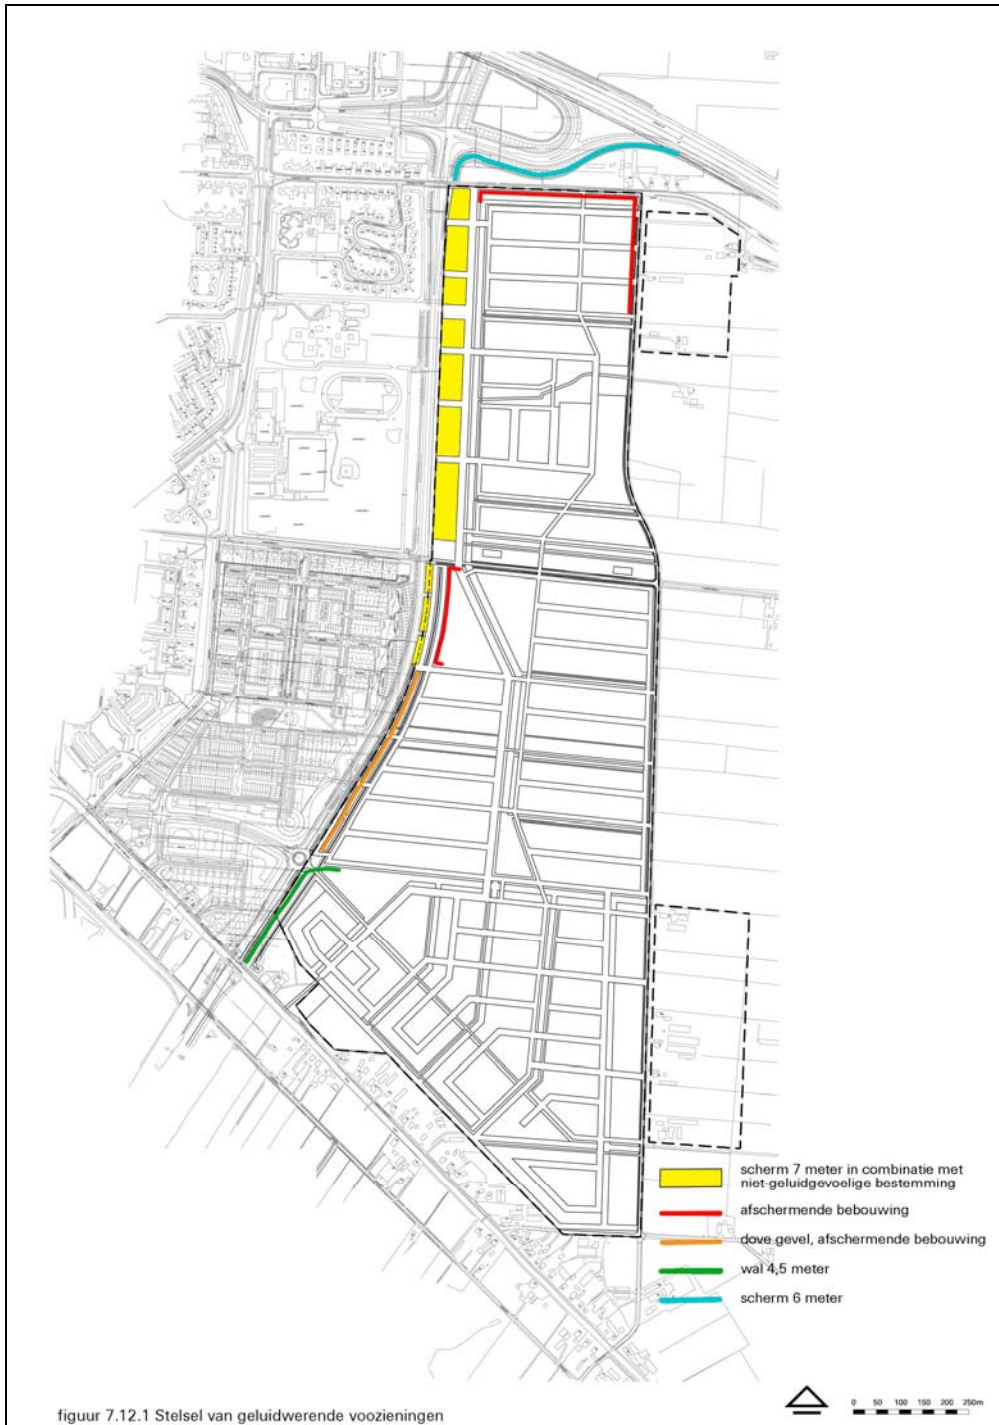 scherm 7 meter in combinatie met
niet-geluidgevoelige bestemming
afschermende bebouwing
dove gevel, afschermende bebouwing
wal 4,5 meter
scherm 6 meter
0 50 100 150 200 250m
figuur 7.12.1 Stelsel van geluidwerende voozieningen